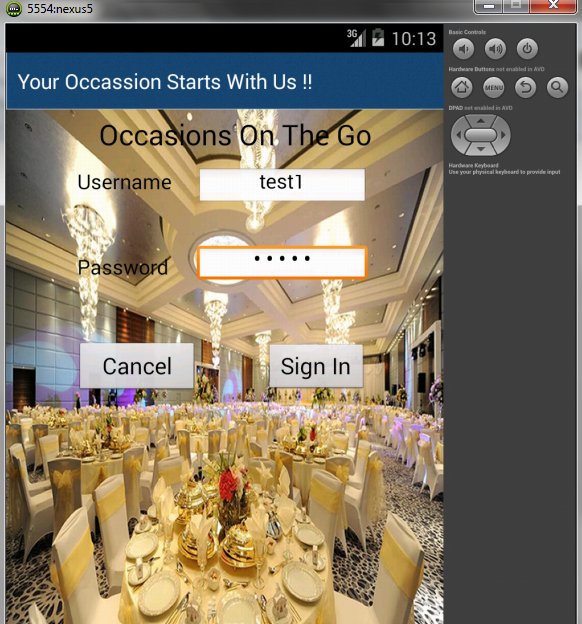 5554:nexus5
3G 10:13
Your Occassion Starts With Us !!
Occasions On The Go
Username test1
Password •••••
Cancel Sign In
Basic Controls
Hardware Buttons not enabled in AVD
MENU
DPAD not enabled in AVD
Hardware Keyboard
Use your physical keyboard to provide input